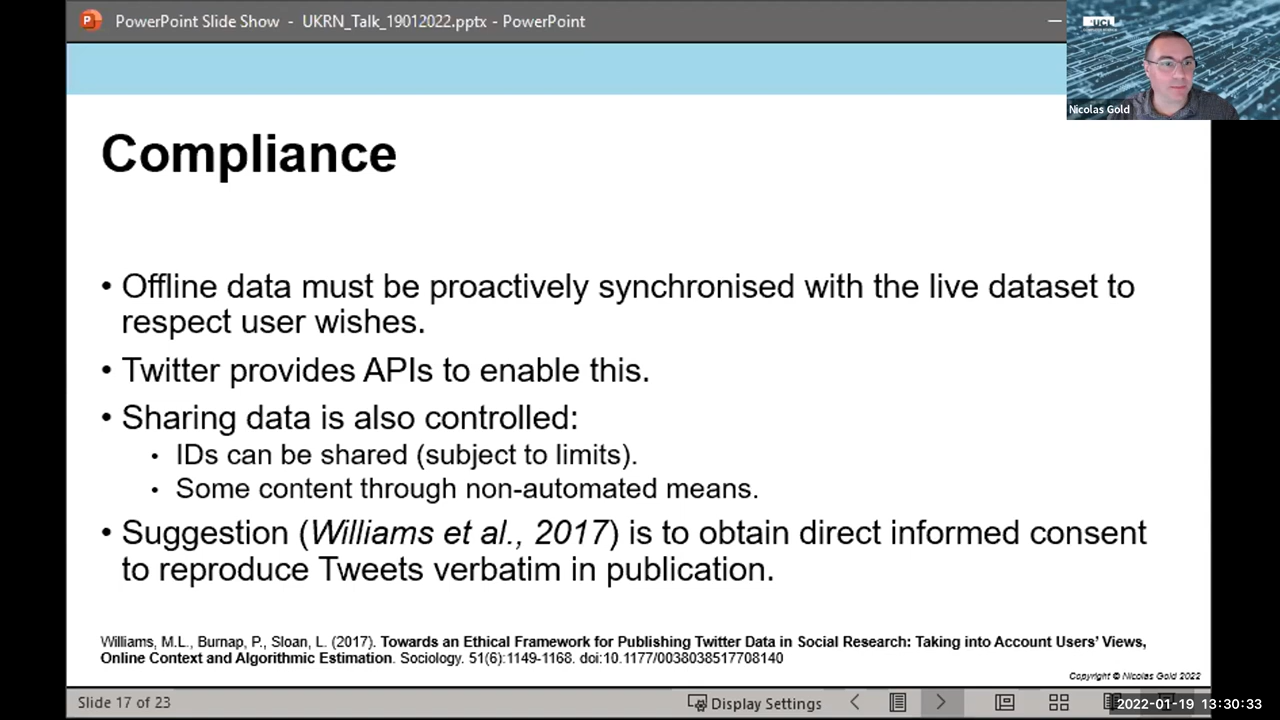 PowerPoint Slide Show - UKRN_Talk_19012022.pptx - PowerPoint
UCL
Nicolas Gold
Compliance
• Offline data must be proactively synchronised with the live dataset to
respect user wishes.
• Twitter provides APIs to enable this.
• Sharing data is also controlled:
• IDs can be shared (subject to limits).
• Some content through non-automated means.
• Suggestion (Williams et al., 2017) is to obtain direct informed consent
to reproduce Tweets verbatim in publication.
Williams, M.L., Burnap, P., Sloan, L. (2017). Towards an Ethical Framework for Publishing Twitter Data in Social Research: Taking into Account Users' Views,
Online Context and Algorithmic Estimation. Sociology. 51(6):1149-1168. doi:10.1177/0038038517708140
Copyright © Nicolas Gold 2022
Slide 17 of 23
Display Settings
2022-01-19 13:30:33